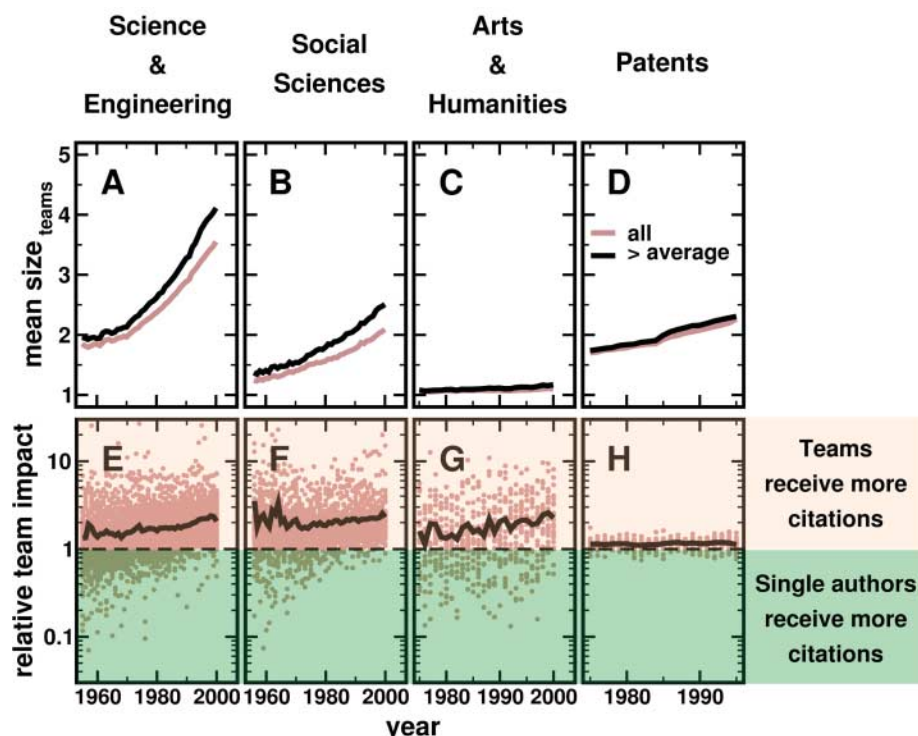 Science
&
Engineering
Social
Sciences
Arts
&
Humanities
Patents
mean size teams
5
4
3
2
1
A
B
C
D
all
> average
relative team impact
10
1
0.1
E
F
G
H
Teams
receive more
citations
Single authors
receive more
citations
1960 1980 2000
1960 1980 2000
1980 1990 2000
1980 1990
year